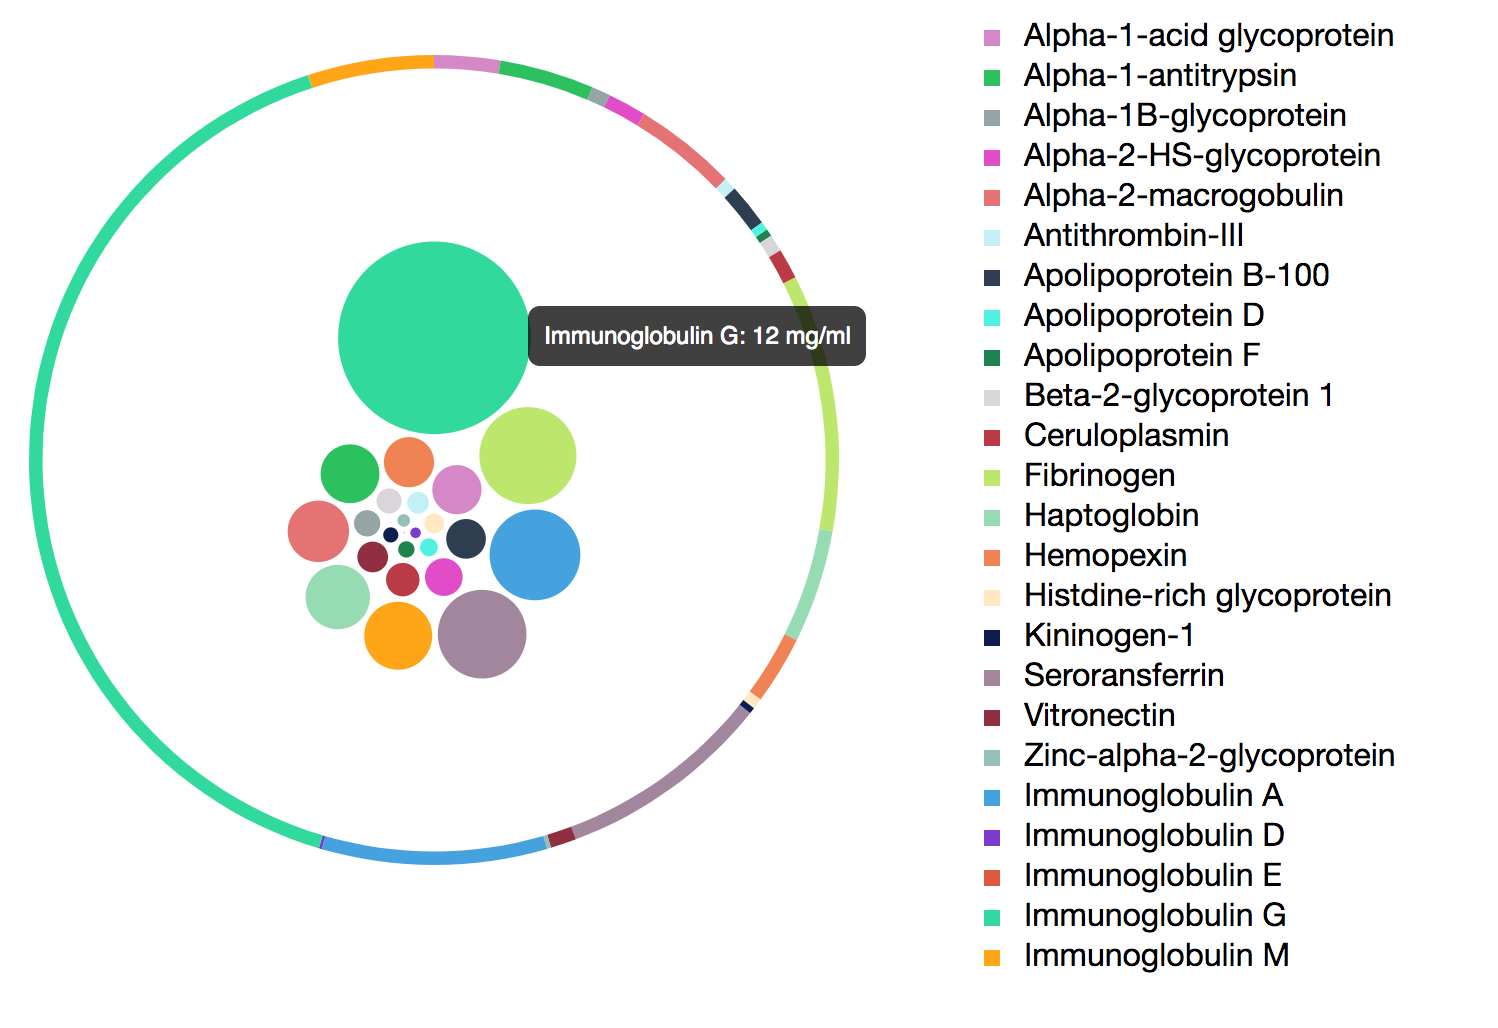 Alpha-1-acid glycoprotein
Alpha-1-antitrypsin
Alpha-1B-glycoprotein
Alpha-2-HS-glycoprotein
Alpha-2-macrogobulin
Antithrombin-III
Apolipoprotein B-100
Apolipoprotein D
Apolipoprotein F
Beta-2-glycoprotein 1
Ceruloplasmin
Fibrinogen
Haptoglobin
Hemopexin
Histdine-rich glycoprotein
Kininogen-1
Seroransferrin
Vitronectin
Zinc-alpha-2-glycoprotein
Immunoglobulin A
Immunoglobulin D
Immunoglobulin E
Immunoglobulin G
Immunoglobulin M
Immunoglobulin G: 12 mg/ml